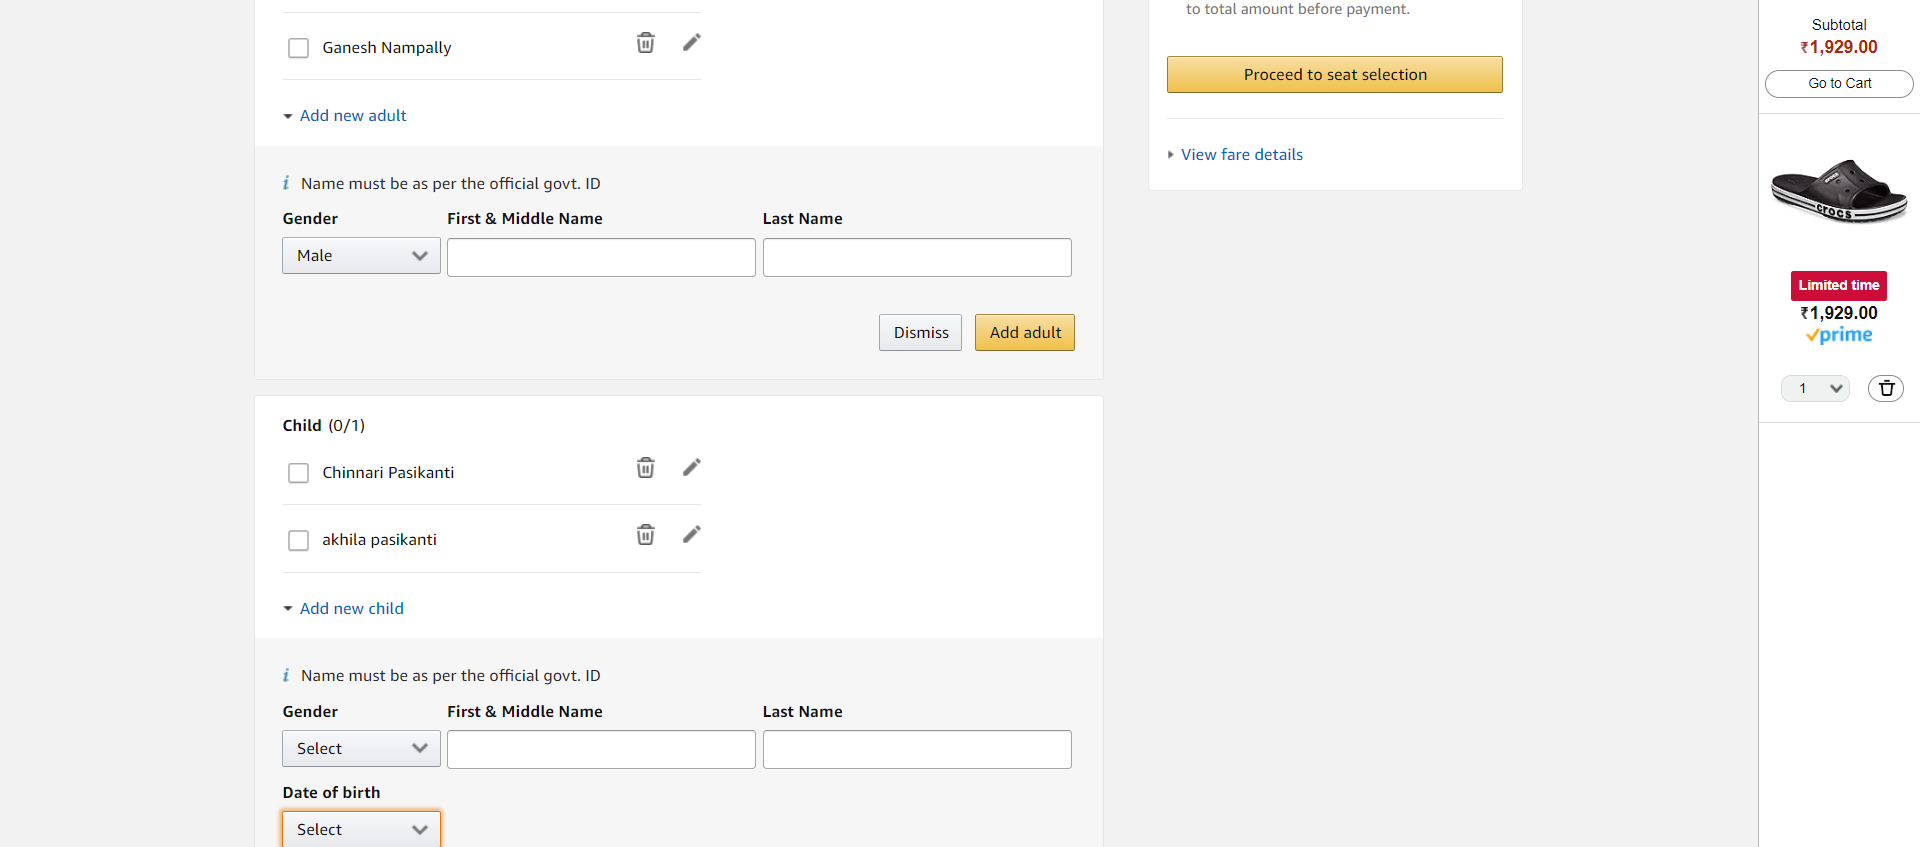 to total amount before payment.
Subtotal
₹1,929.00
Ganesh Nampally
Proceed to seat selection
Go to Cart
Add new adult
View fare details
i Name must be as per the official govt. ID
Gender First & Middle Name Last Name
Male
crocs
Limited time
₹1,929.00
prime
Dismiss Add adult
1
Child (0/1)
Chinnari Pasikanti
akhila pasikanti
Add new child
i Name must be as per the official govt. ID
Gender First & Middle Name Last Name
Select
Date of birth
Select